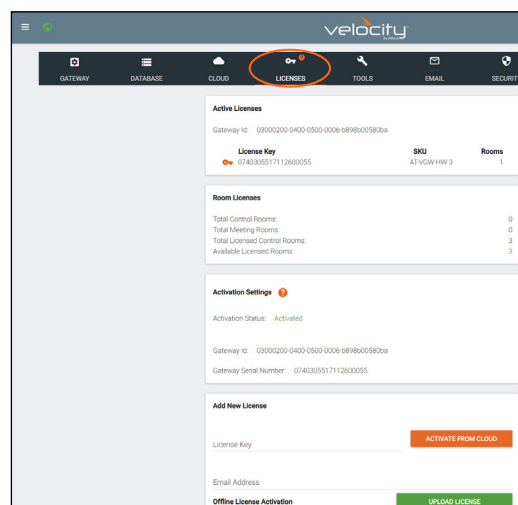 velocity
GATEWAY DATABASE CLOUD LICENSES TOOLS EMAIL SECURIT
Active Licenses
Gateway Id: 03000200-0400-0500-0006-b898b00580ba
License Key SKU Rooms
0740305517112600055 AT-VGW-HW-3 1
Room Licenses
Total Control Rooms: 0
Total Meeting Rooms: 0
Total Licensed Control Rooms: 3
Available Licensed Rooms: 3
Activation Settings ?
Activation Status: Activated
Gateway Id: 03000200-0400-0500-0006-b898b00580ba
Gateway Serial Number: 0740305517112600055
Add New License
License Key ACTIVATE FROM CLOUD
Email Address
Offline License Activation UPLOAD LICENSE